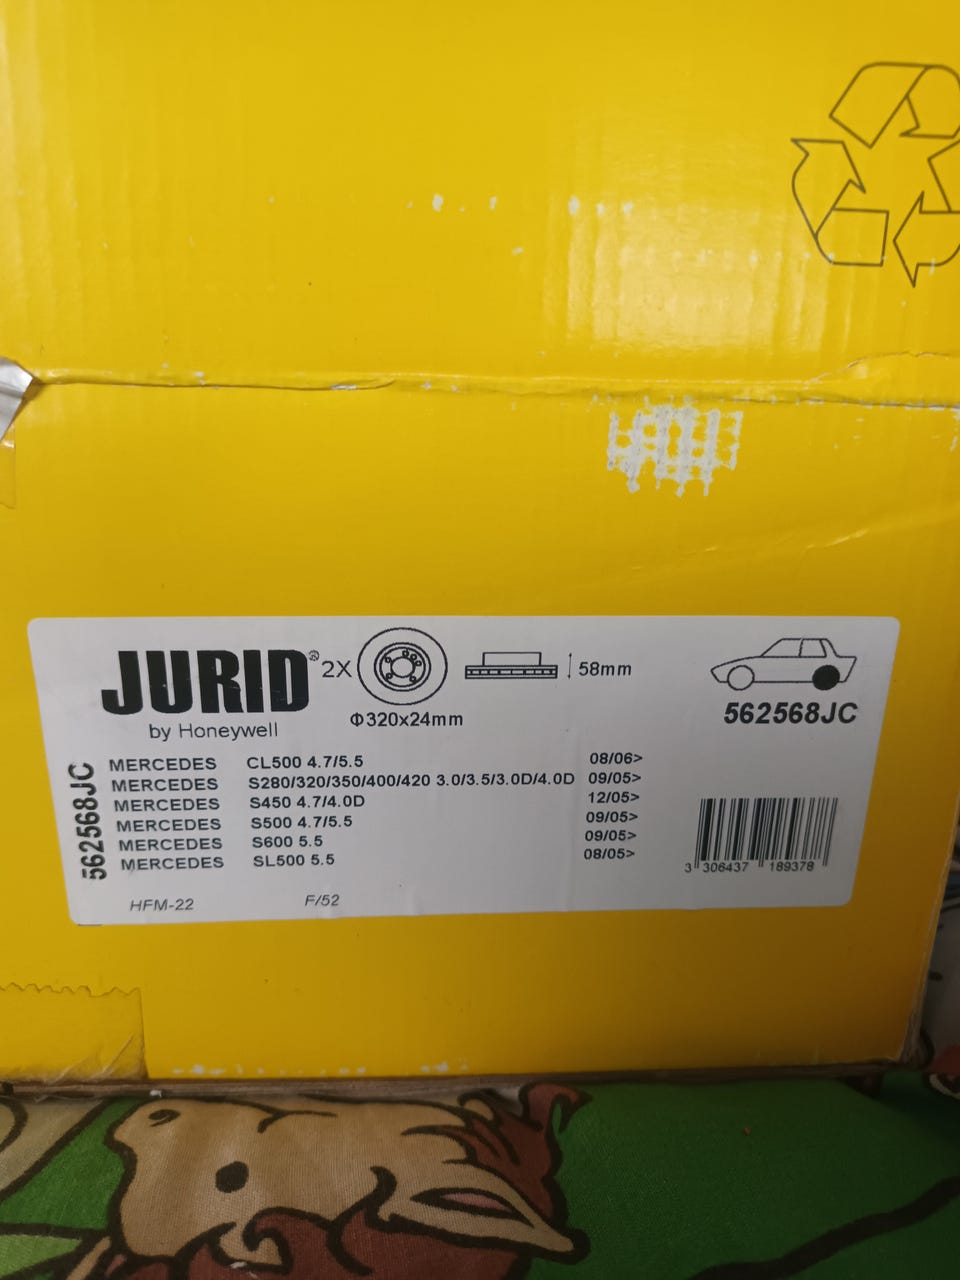 JURID®
by Honeywell
2X
Φ320x24mm
58mm
562568JC
562568JC
MERCEDES CL500 4.7/5.5 08/06>
MERCEDES S280/320/350/400/420 3.0/3.5/3.0D/4.0D 09/05>
MERCEDES S450 4.7/4.0D 12/05>
MERCEDES S500 4.7/5.5 09/05>
MERCEDES S600 5.5 09/05>
MERCEDES SL500 5.5 08/05>
3 306437 189378
HFM-22 F/52